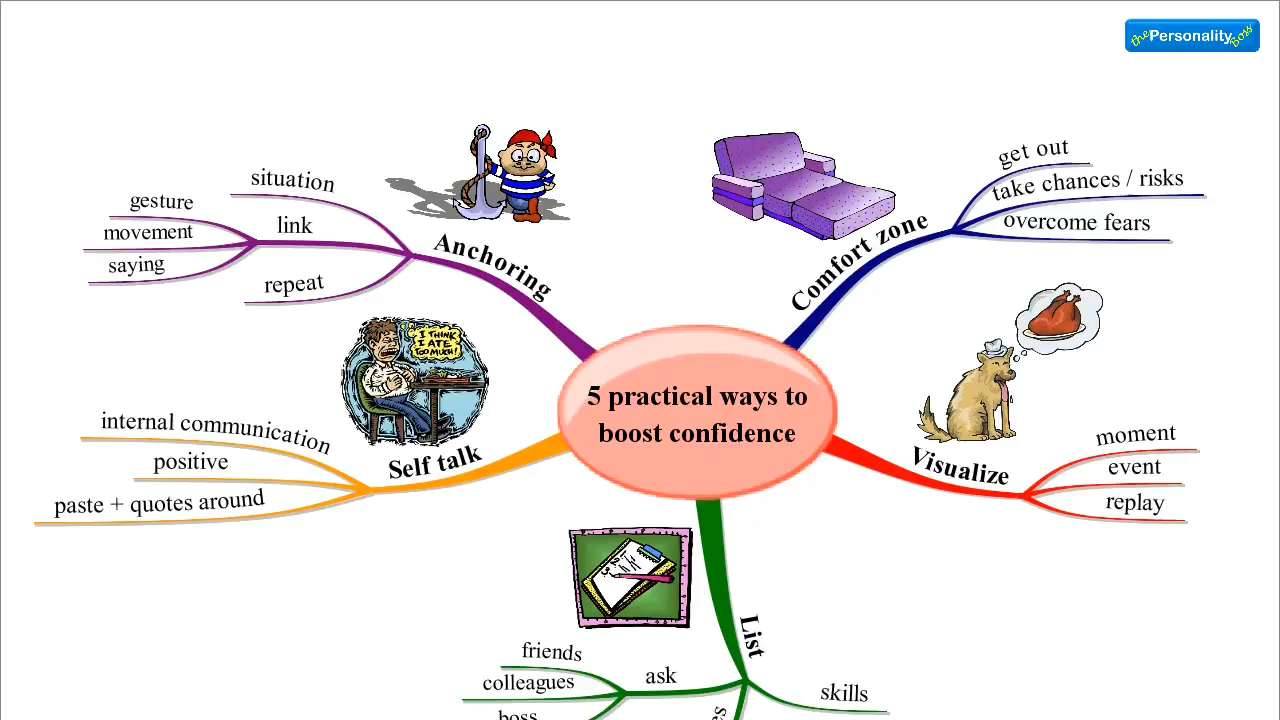 the Personality Boss
5 practical ways to
boost confidence
Comfort zone
get out
take chances / risks
overcome fears
Visualize
moment
event
replay
List
skills
ask
friends
colleagues
boss
Self talk
internal communication
positive
paste + quotes around
I THINK
I ATE
TOO MUCH!
Anchoring
situation
link
gesture
movement
saying
repeat